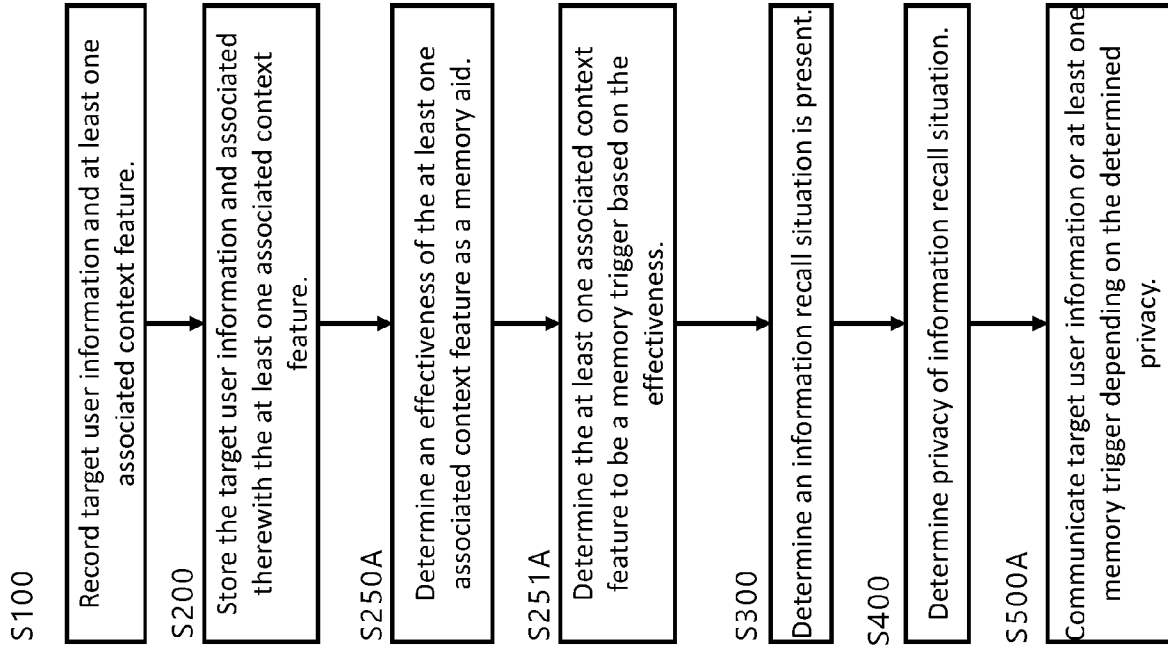 S100
Record target user information and at least one
associated context feature.
S200
Store the target user information and associated
therewith the at least one associated context
feature.
S250A
Determine an effectiveness of the at least one
associated context feature as a memory aid.
S251A
Determine the at least one associated context
feature to be a memory trigger based on the
effectiveness.
S300
Determine an information recall situation is present.
S400
Determine privacy of information recall situation.
S500A
Communicate target user information or at least one
memory trigger depending on the determined
privacy.